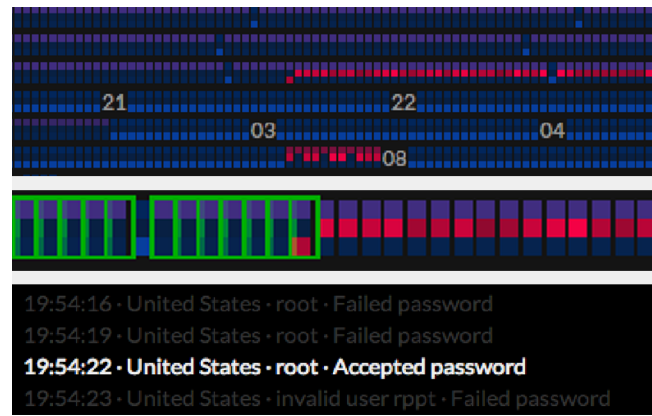 21 22
03 04
08
19:54:16 · United States · root · Failed password
19:54:19 · United States · root · Failed password
19:54:22 · United States · root · Accepted password
19:54:23 · United States · invalid user rppt · Failed password